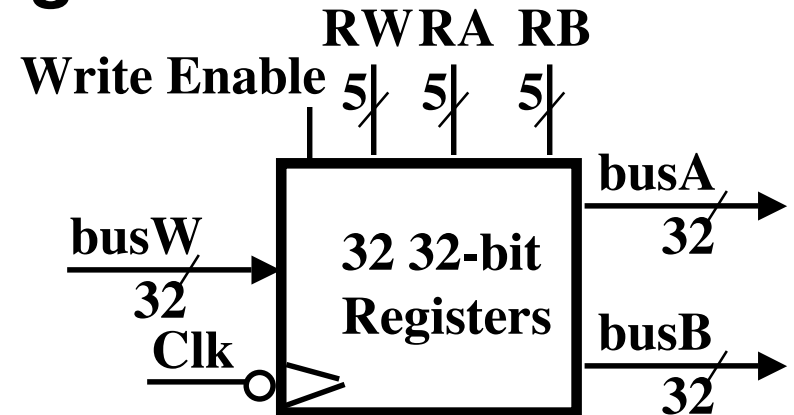 RW RA RB
Write Enable 5 5 5
busA
32
busW
32
32 32-bit
Registers
Clk
busB
32